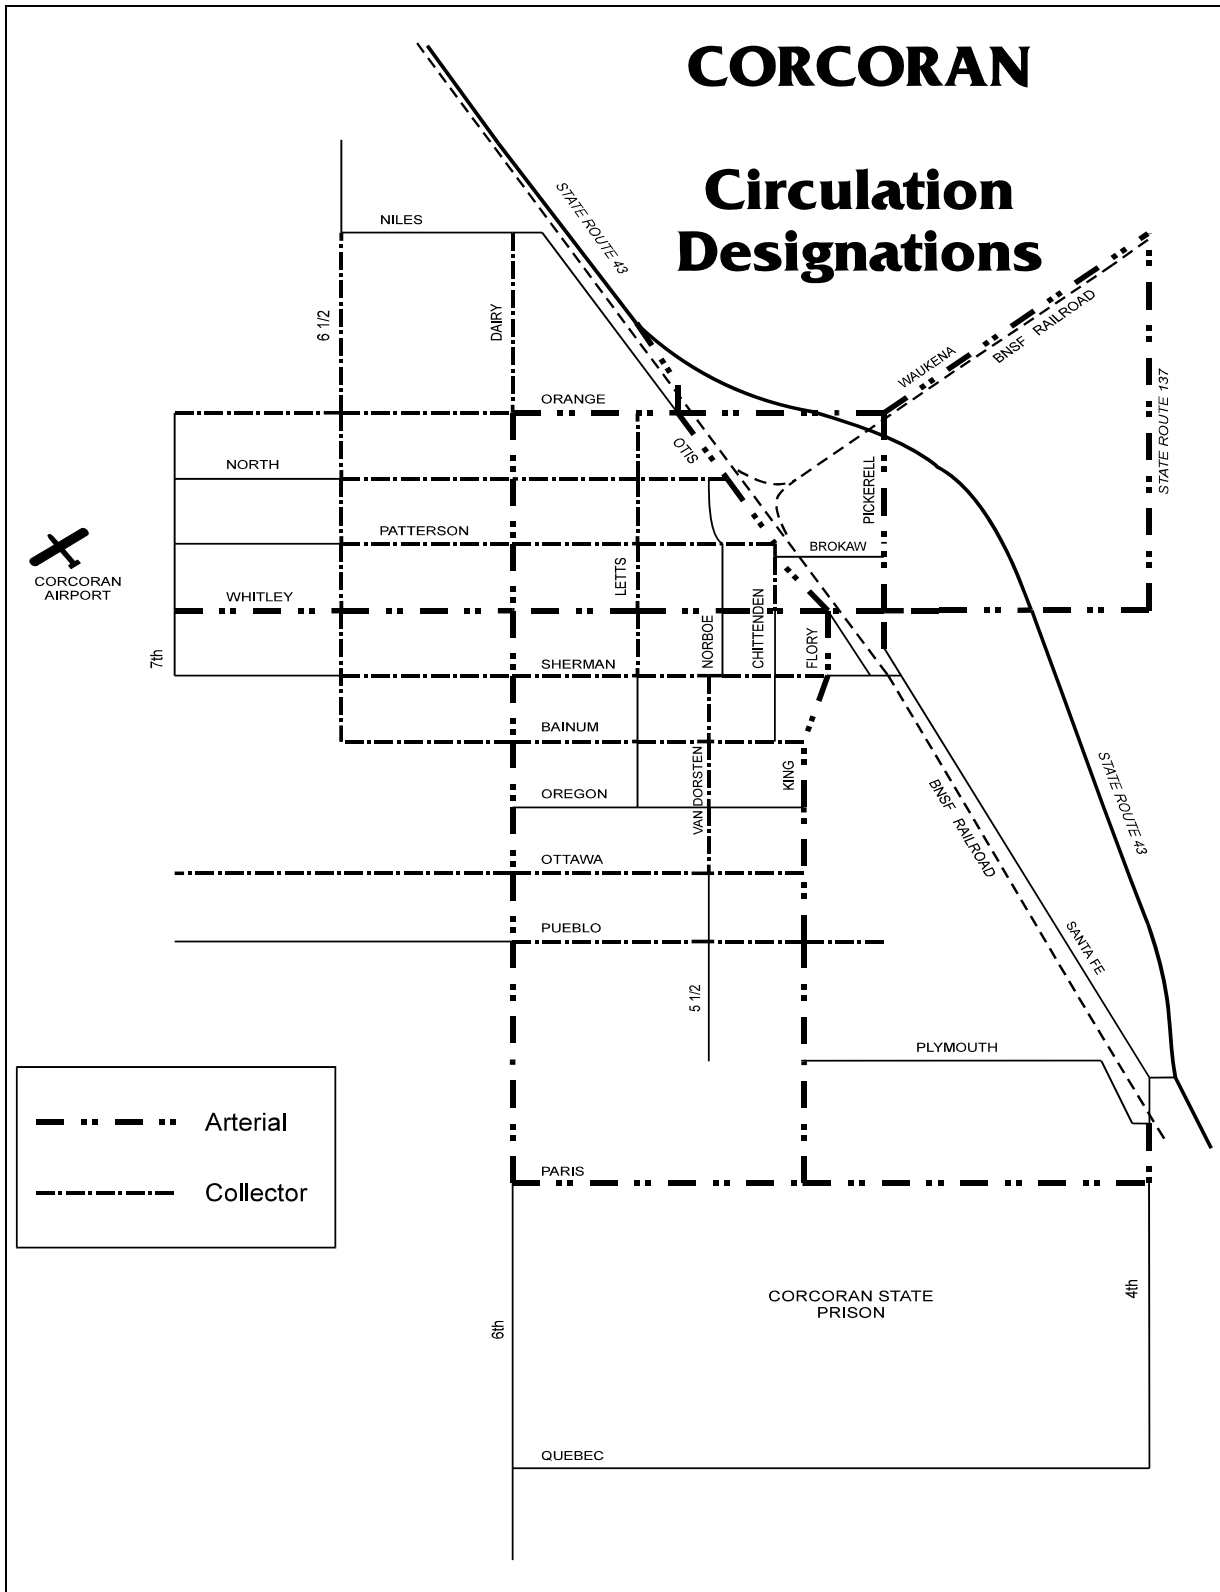 CORCORAN
Circulation
Designations
STATE ROUTE 43
NILES
6 1/2
DAIRY
WAUKENA
BNSF RAILROAD
STATE ROUTE 137
ORANGE
OTIS
NORTH
PICKERELL
PATTERSON
BROKAW
CORCORAN
AIRPORT
LETTS
WHITLEY
7th
NORBOE
CHITTENDEN
FLORY
SHERMAN
BAINUM
VAN DORSTEN
KING
OREGON
BNSF RAILROAD
STATE ROUTE 43
OTTAWA
PUEBLO
SANTA FE
5 1/2
PLYMOUTH
Arterial
Collector
PARIS
CORCORAN STATE
PRISON
4th
6th
QUEBEC